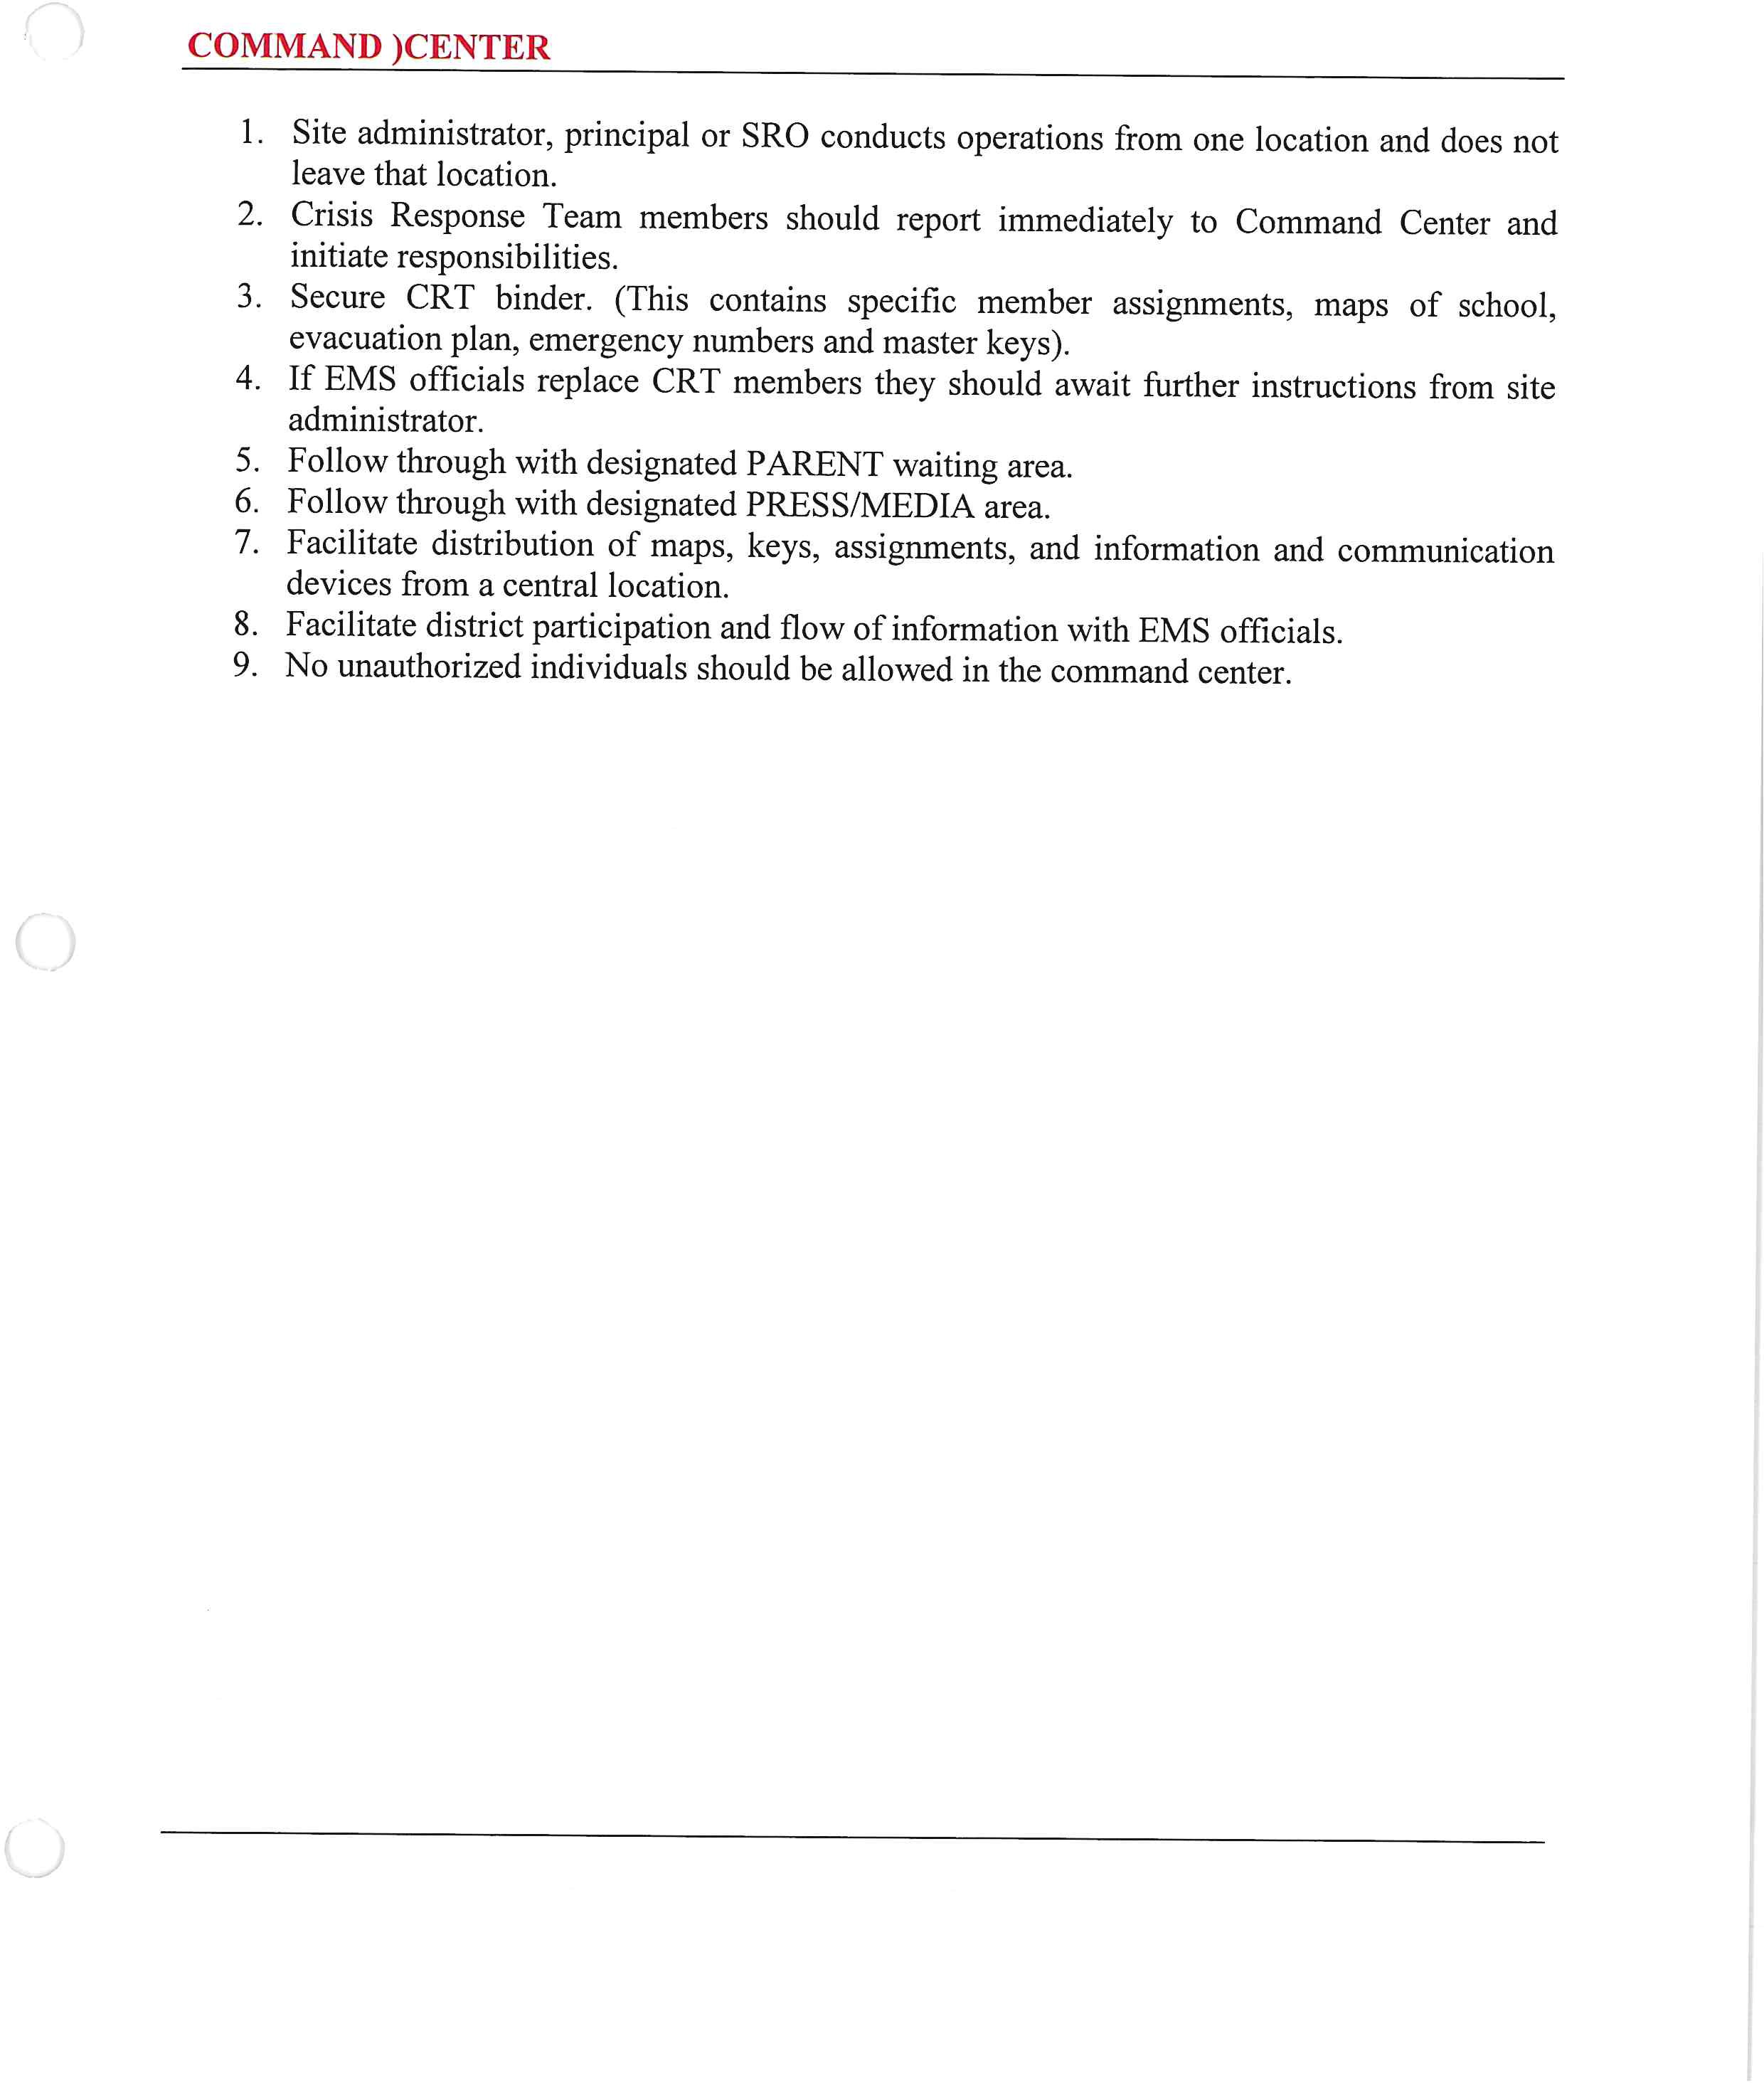 COMMAND )CENTER
1. Site administrator, principal or SRO conducts operations from one location and does not
leave that location.
2. Crisis Response Team members should report immediately to Command Center and
initiate responsibilities.
3. Secure CRT binder. (This contains specific member assignments, maps of school,
evacuation plan, emergency numbers and master keys).
4. If EMS officials replace CRT members they should await further instructions from site
administrator.
5. Follow through with designated PARENT waiting area.
6. Follow through with designated PRESS/MEDIA area.
7. Facilitate distribution of maps, keys, assignments, and information and communication
devices from a central location.
8. Facilitate district participation and flow of information with EMS officials.
9. No unauthorized individuals should be allowed in the command center.